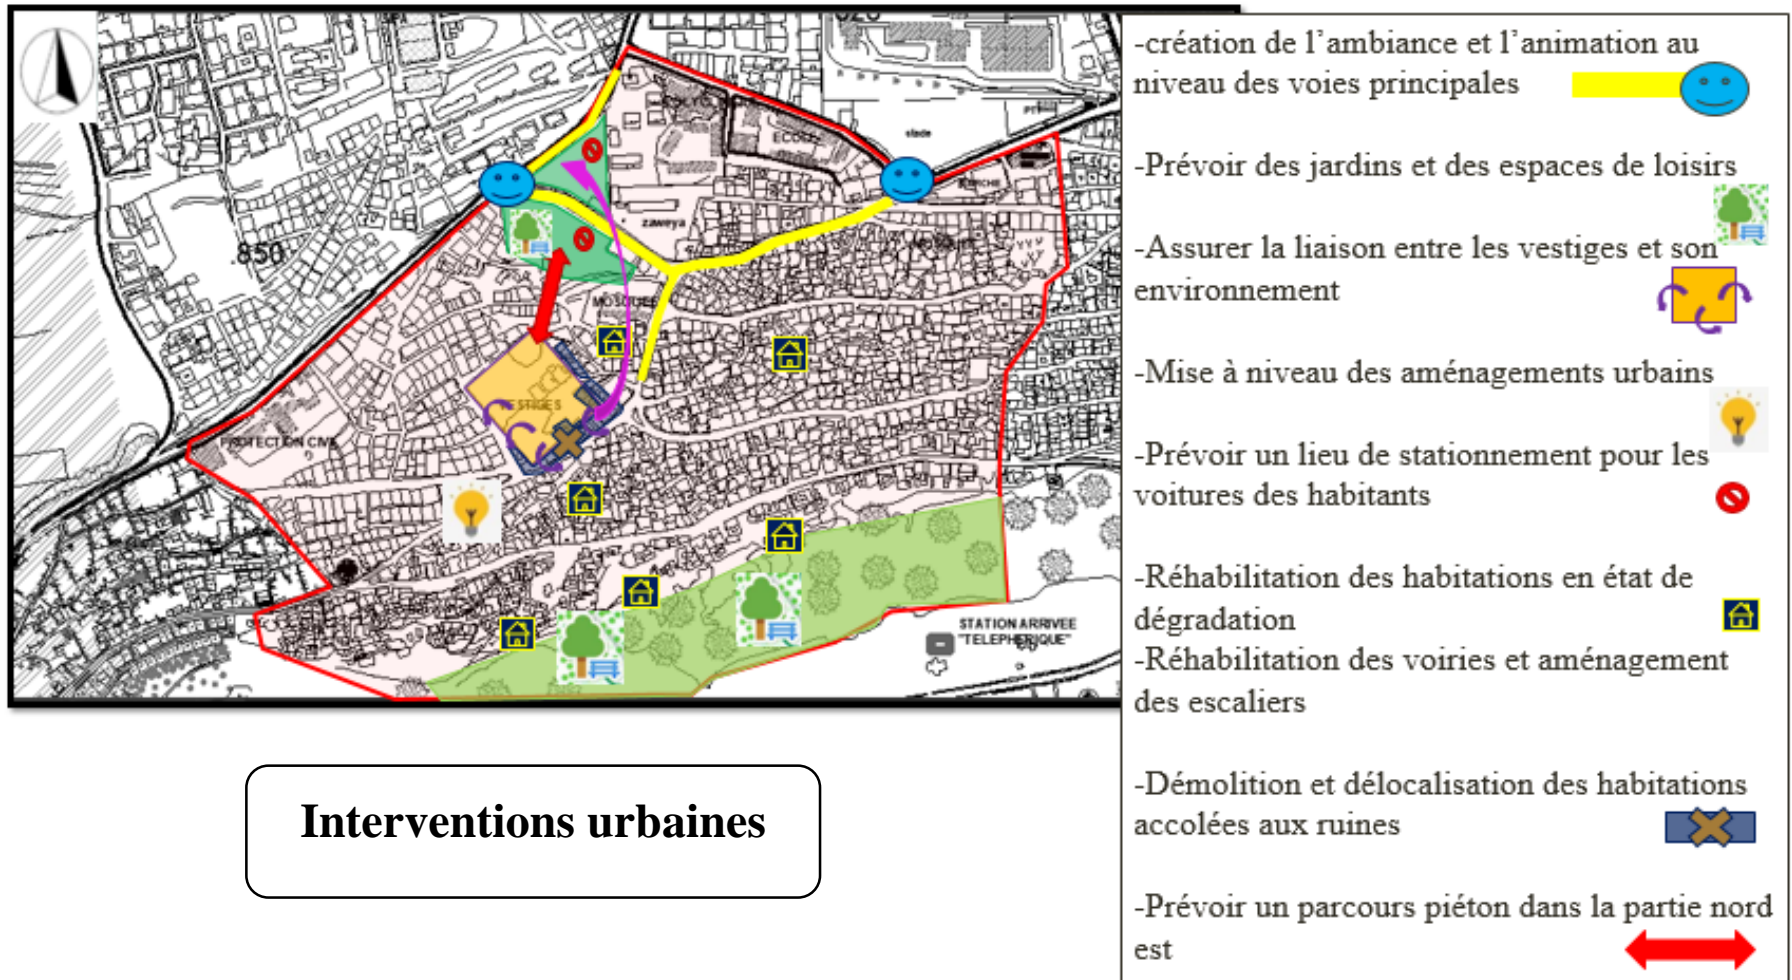 -création de l'ambiance et l'animation au
niveau des voies principales
-Prévoir des jardins et des espaces de loisirs
-Assurer la liaison entre les vestiges et son
environnement
-Mise à niveau des aménagements urbains
-Prévoir un lieu de stationnement pour les
voitures des habitants
-Réhabilitation des habitations en état de
dégradation
-Réhabilitation des voiries et aménagement
des escaliers
-Démolition et délocalisation des habitations
accolées aux ruines
-Prévoir un parcours piéton dans la partie nord
est
ECOLE
stade
zaweya
850
MOSQUEE
VESTIGES
PROTECTION CIVIL
STATION ARRIVEE
"TELEPHERIQUE"
Interventions urbaines